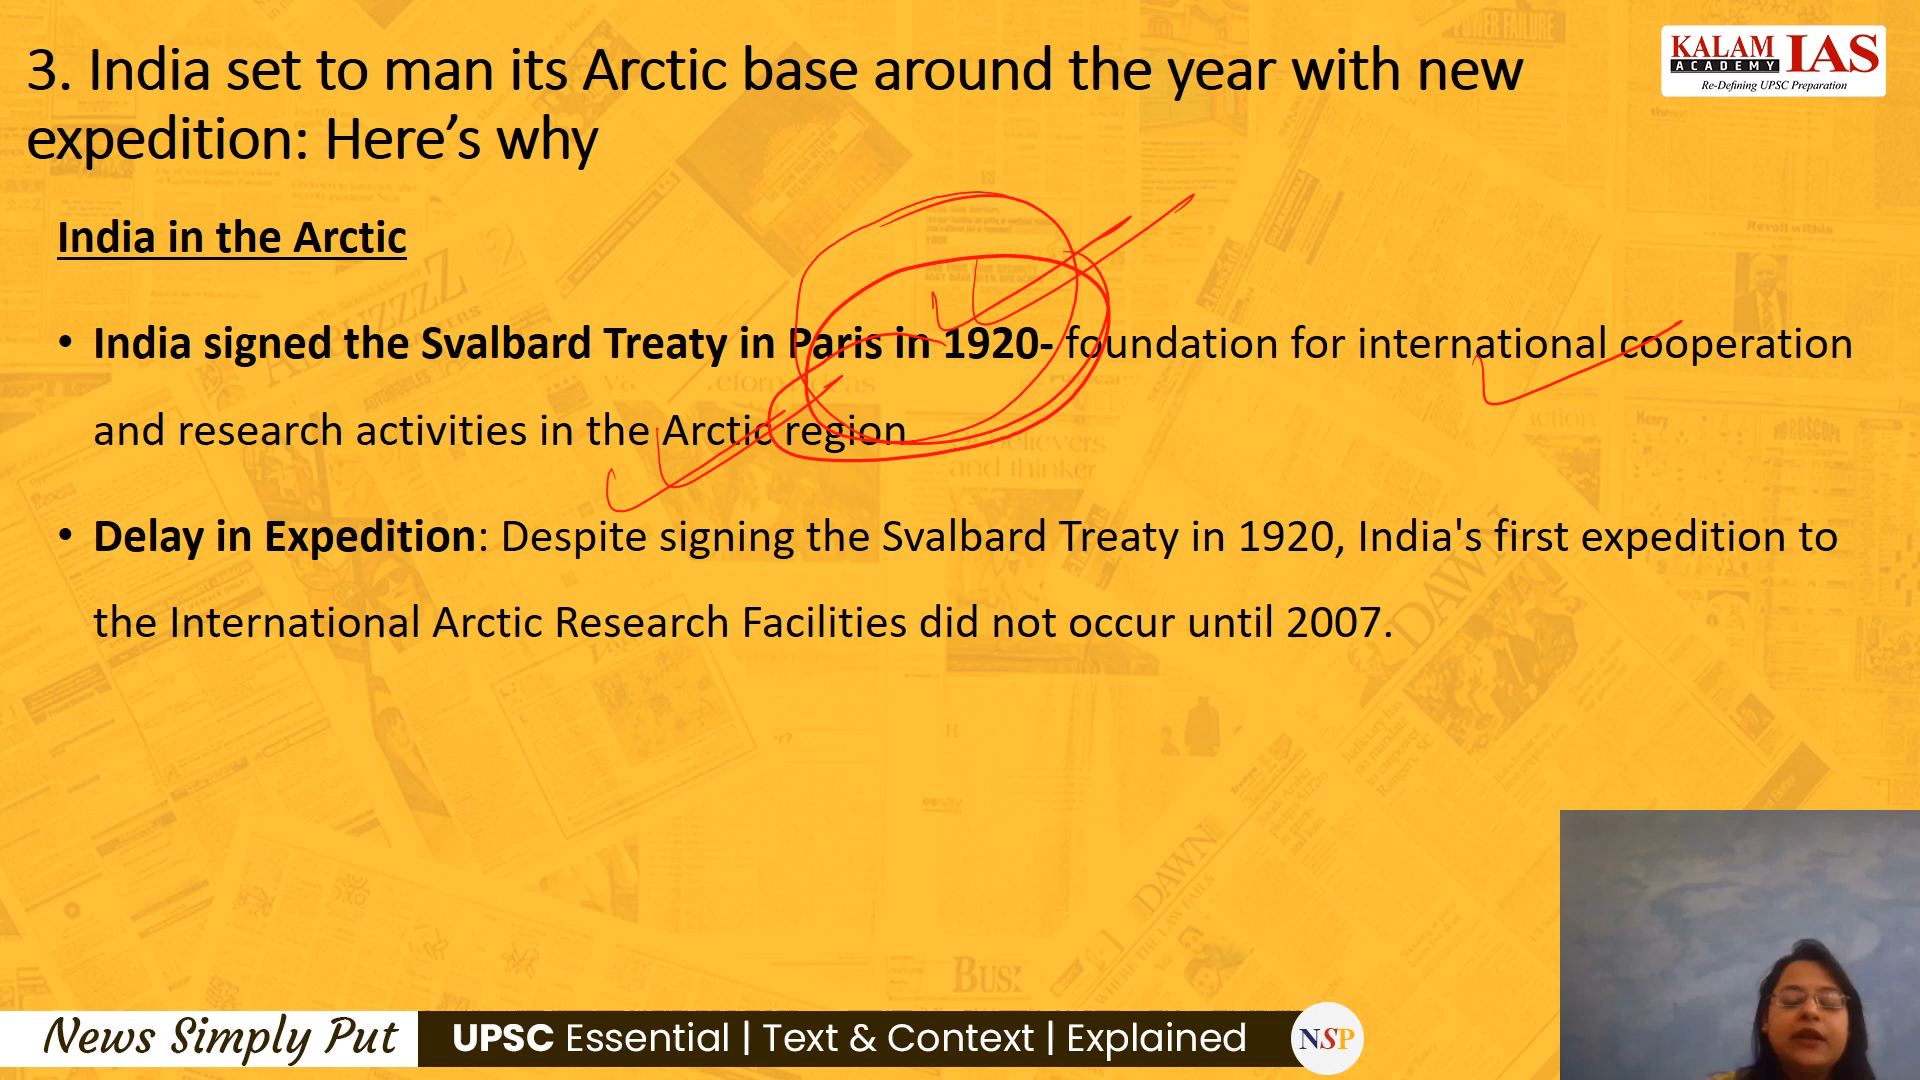 3. India set to man its Arctic base around the year with new
expedition: Here’s why
KALAM IAS
ACADEMY
Re-Defining UPSC Preparation
India in the Arctic
• India signed the Svalbard Treaty in Paris in 1920- foundation for international cooperation
and research activities in the Arctic region
• Delay in Expedition: Despite signing the Svalbard Treaty in 1920, India's first expedition to
the International Arctic Research Facilities did not occur until 2007.
News Simply Put
UPSC Essential | Text & Context | Explained
NSP